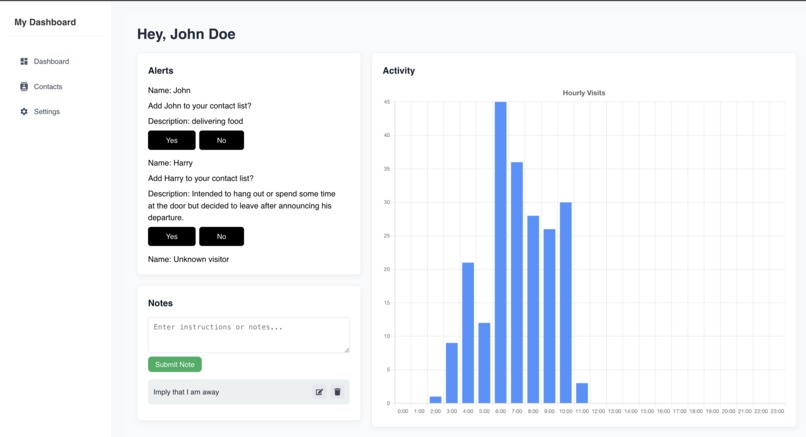 My Dashboard
Dashboard
Contacts
Settings
Hey, John Doe
Alerts
Name: John
Add John to your contact list?
Description: delivering food
Yes No
Name: Harry
Add Harry to your contact list?
Description: Intended to hang out or spend some time
at the door but decided to leave after announcing his
departure.
Yes No
Name: Unknown visitor
Notes
Enter instructions or notes...
Submit Note
Imply that I am away
Activity
Hourly Visits
45
40
35
30
25
20
15
10
5
0
0:00 1:00 2:00 3:00 4:00 5:00 6:00 7:00 8:00 9:00 10:00 11:00 12:00 13:00 14:00 15:00 16:00 17:00 18:00 19:00 20:00 21:00 22:00 23:00